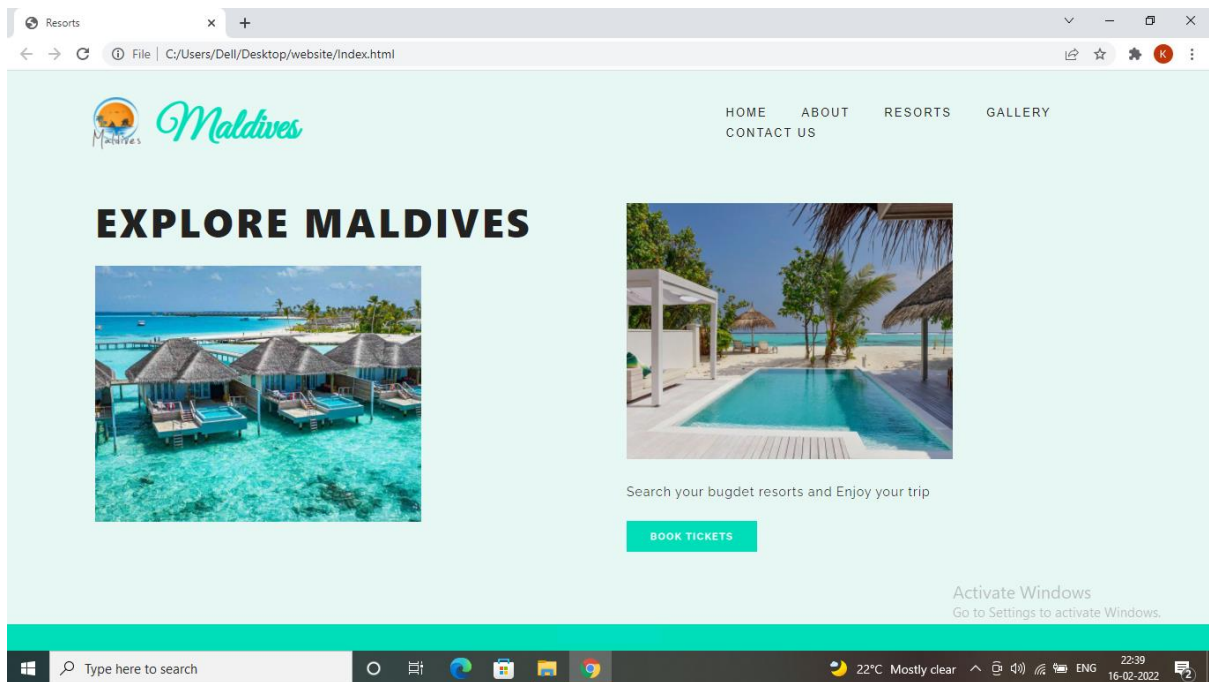 Resorts
File | C:/Users/Dell/Desktop/website/Index.html
K
Maldives
Maldives
HOME ABOUT RESORTS GALLERY
CONTACT US
EXPLORE MALDIVES
Search your bugdet resorts and Enjoy your trip
BOOK TICKETS
Activate Windows
Go to Settings to activate Windows.
Type here to search
22°C Mostly clear
ENG
22:39
16-02-2022
2